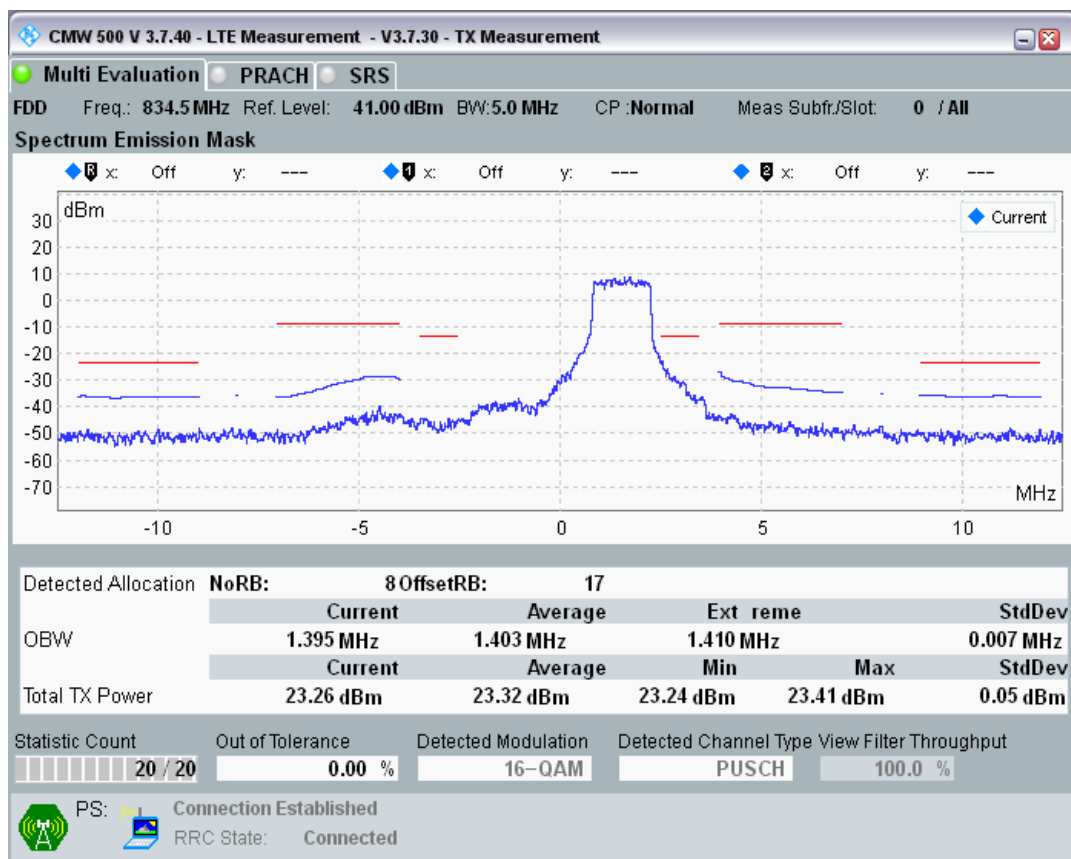 CMW 500 V 3.7.40 - LTE Measurement - V3.7.30 - TX Measurement
Multi Evaluation PRACH SRS
FDD Freq.: 834.5 MHz Ref. Level: 41.00 dBm BW:5.0 MHz CP :Normal Meas Subfr./Slot: 0 / All
Spectrum Emission Mask
R x: Off y: --- 1 x: Off y: --- 2 x: Off y: ---
dBm
Current
30
20
10
0
-10
-20
-30
-40
-50
-60
-70
MHz
-10 -5 0 5 10
Detected Allocation NoRB: 8 OffsetRB: 17
Current Average Ext reme StdDev
OBW 1.395 MHz 1.403 MHz 1.410 MHz 0.007 MHz
Current Average Min Max StdDev
Total TX Power 23.26 dBm 23.32 dBm 23.24 dBm 23.41 dBm 0.05 dBm
Statistic Count Out of Tolerance Detected Modulation Detected Channel Type View Filter Throughput
20 / 20 0.00 % 16-QAM PUSCH 100.0 %
PS: Connection Established
RRC State: Connected